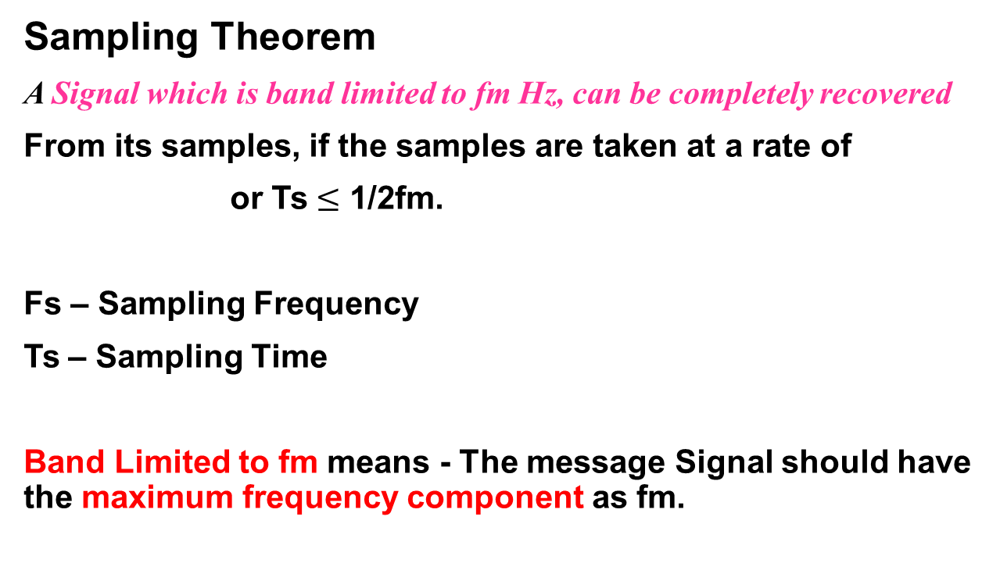 Sampling Theorem
A Signal which is band limited to fm Hz, can be completely recovered
From its samples, if the samples are taken at a rate of
or Ts ≤ 1/2fm.
Fs – Sampling Frequency
Ts – Sampling Time
Band Limited to fm means - The message Signal should have
the maximum frequency component as fm.